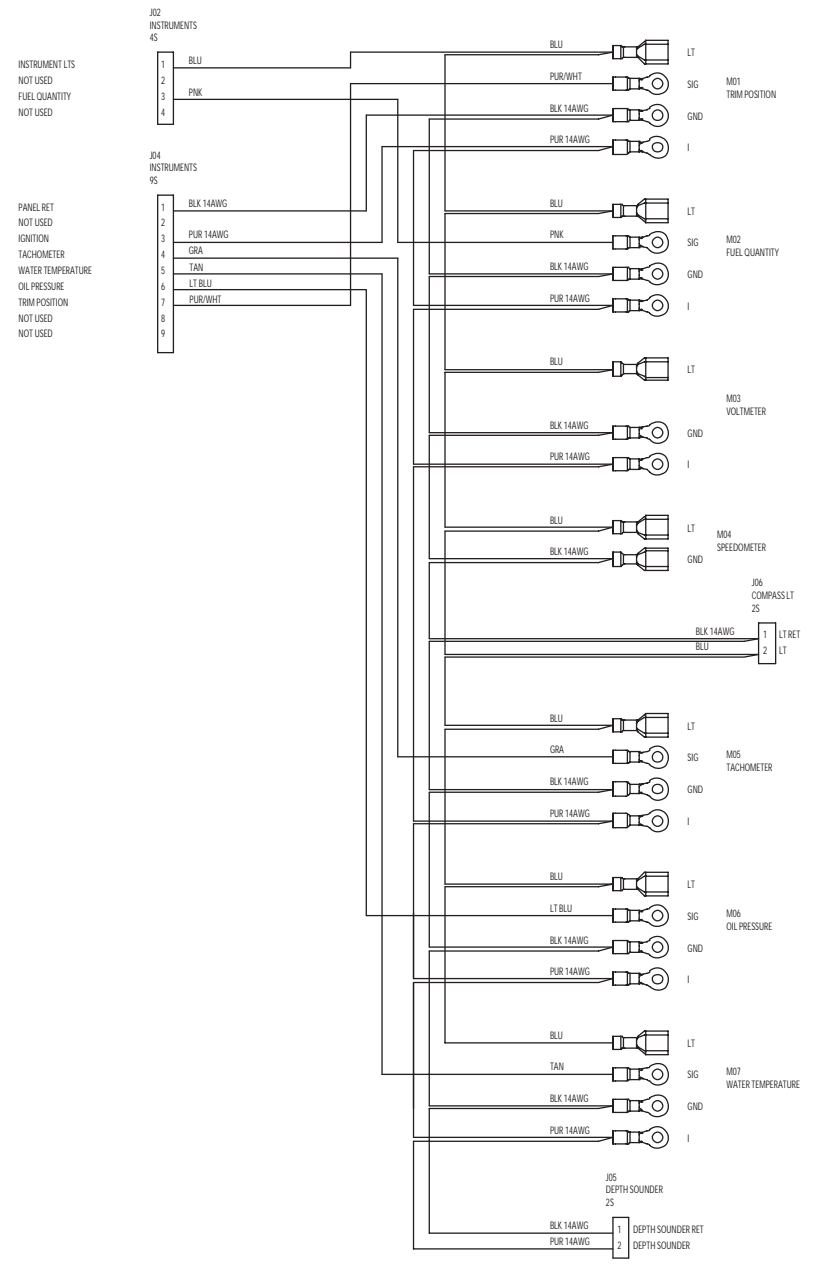 J02
INSTRUMENTS
4S
INSTRUMENT LTS 1 BLU
NOT USED 2
FUEL QUANTITY 3 PNK
NOT USED 4
J04
INSTRUMENTS
9S
PANEL RET 1 BLK 14AWG
NOT USED 2
IGNITION 3 PUR 14AWG
TACHOMETER 4 GRA
WATER TEMPERATURE 5 TAN
OIL PRESSURE 6 LT BLU
TRIM POSITION 7 PUR/WHT
NOT USED 8
NOT USED 9
BLU LT
PUR/WHT SIG
M01
TRIM POSITION
BLK 14AWG GND
PUR 14AWG I
BLU LT
PNK SIG
M02
FUEL QUANTITY
BLK 14AWG GND
PUR 14AWG I
BLU LT
M03
VOLTMETER
BLK 14AWG GND
PUR 14AWG I
BLU LT
M04
SPEEDOMETER
BLK 14AWG GND
J06
COMPASS LT
2S
BLK 14AWG 1 LT RET
BLU 2 LT
BLU LT
GRA SIG
M05
TACHOMETER
BLK 14AWG GND
PUR 14AWG I
BLU LT
LT BLU SIG
M06
OIL PRESSURE
BLK 14AWG GND
PUR 14AWG I
BLU LT
TAN SIG
M07
WATER TEMPERATURE
BLK 14AWG GND
PUR 14AWG I
J05
DEPTH SOUNDER
2S
BLK 14AWG 1 DEPTH SOUNDER RET
PUR 14AWG 2 DEPTH SOUNDER